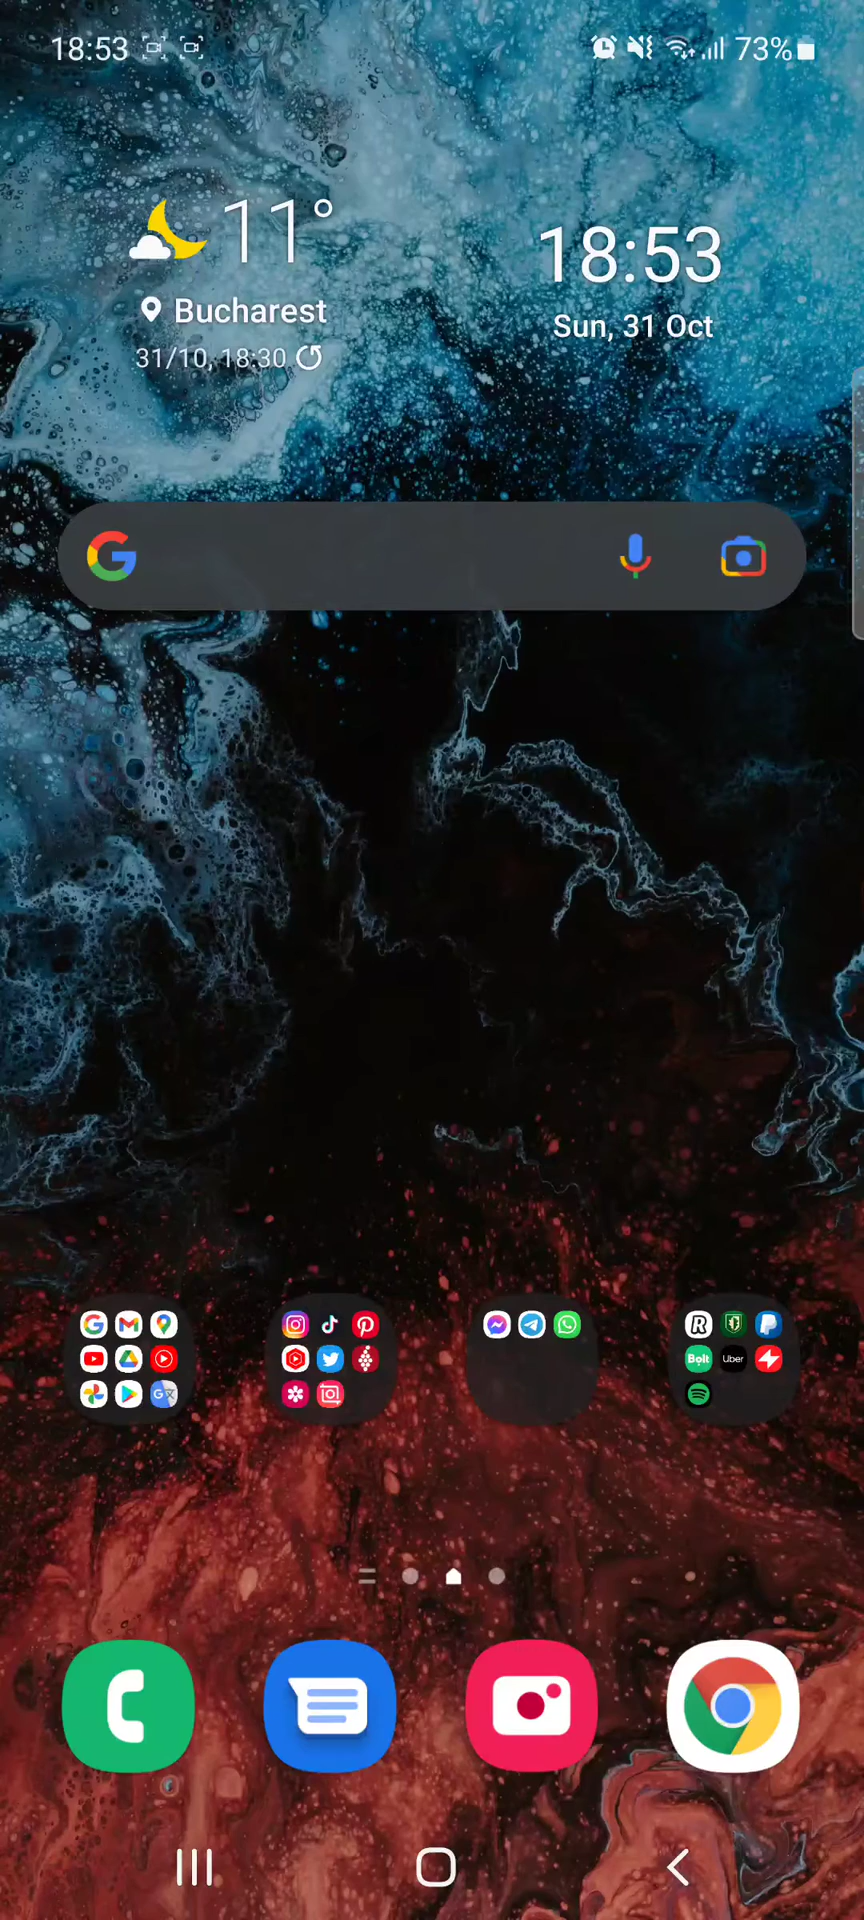 18:53
73%
11°
Bucharest
31/10, 18:30
18:53
Sun, 31 Oct
Bolt
Uber